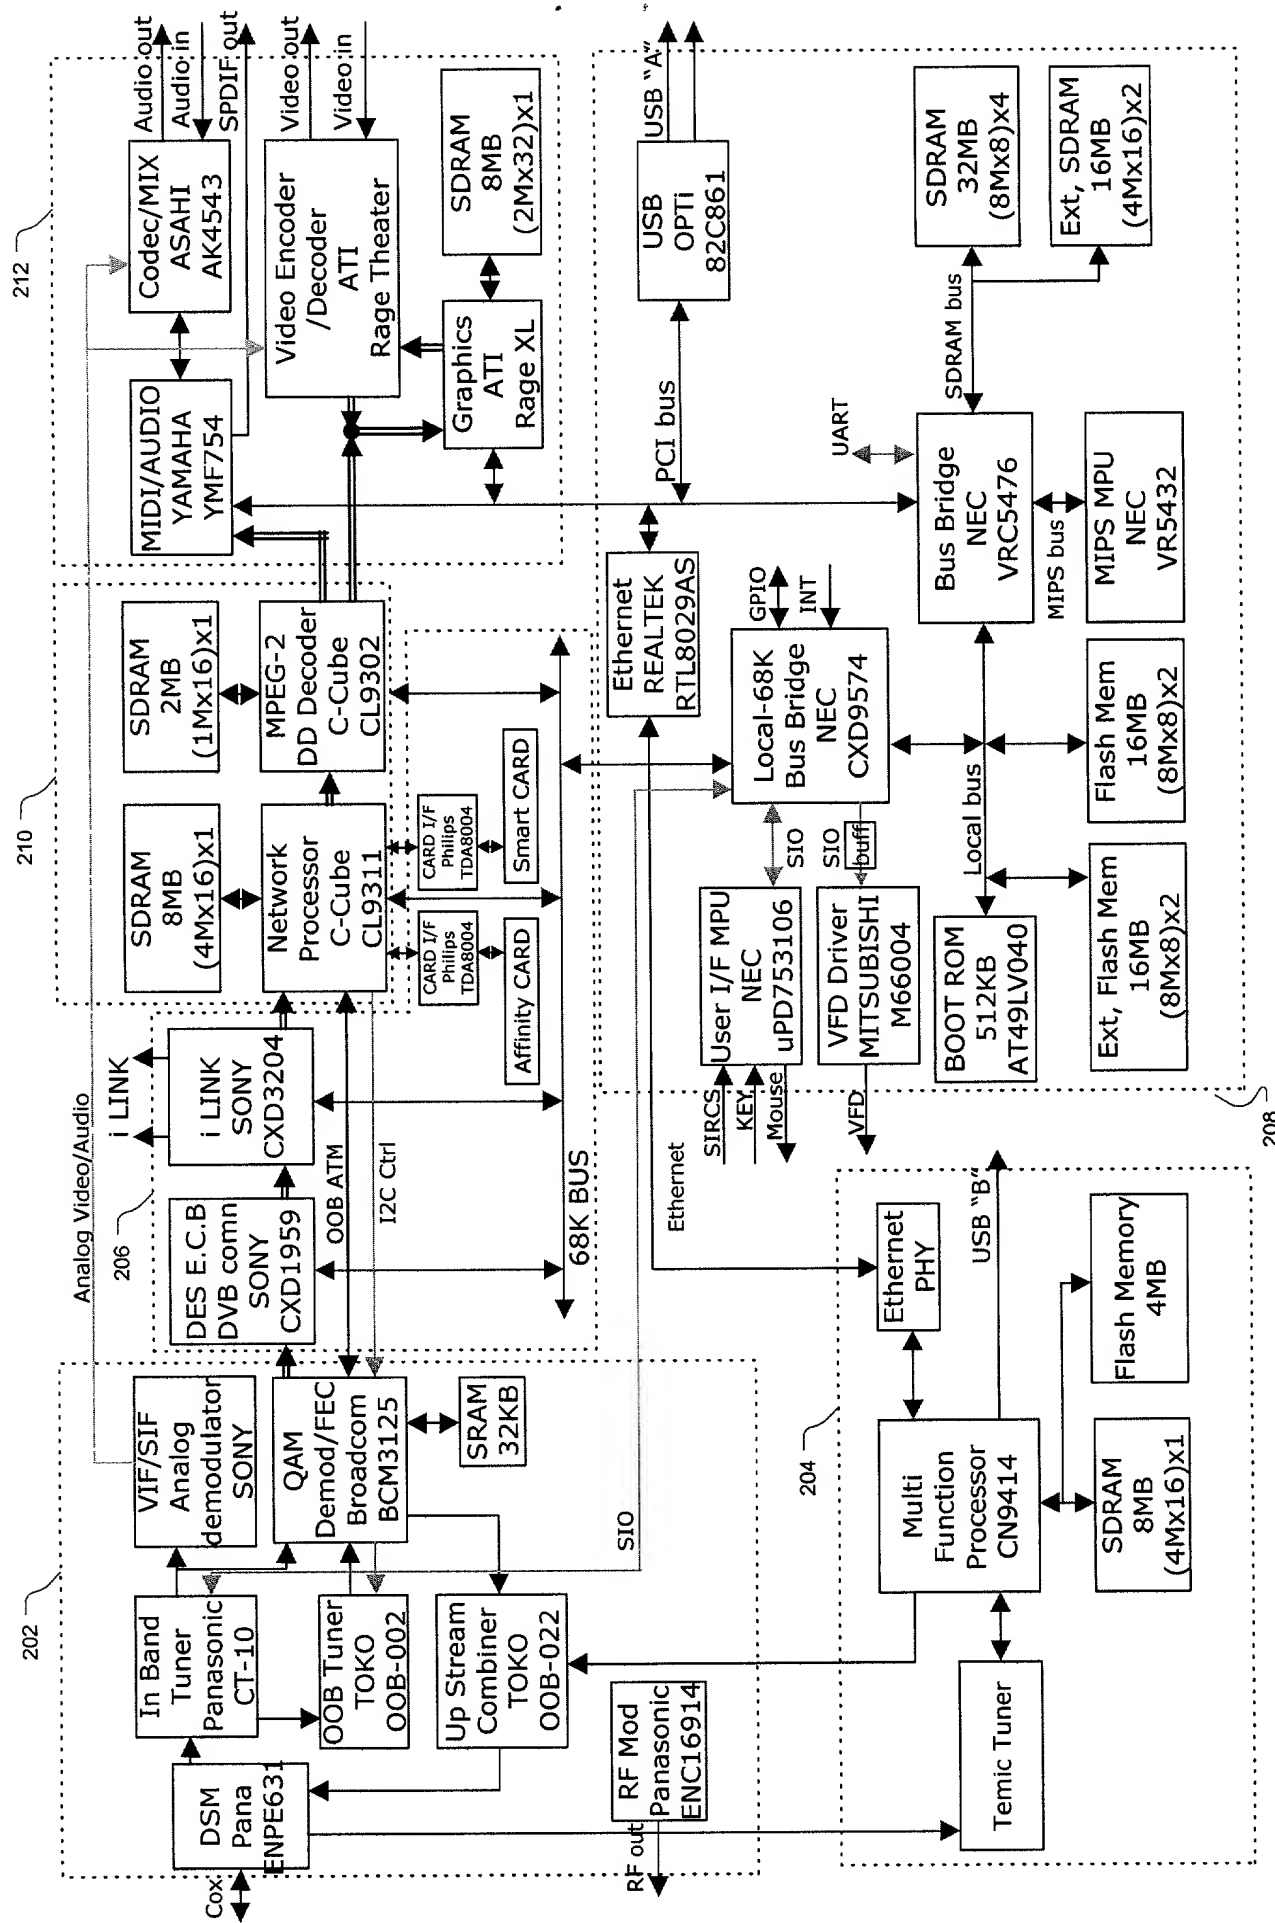 212
Audio out
Audio in
SPDIF out
Video out
Video in
Codec/MIX
ASAHI
AK4543
MIDI/AUDIO
YAMAHA
YMF754
Video Encoder
/Decoder
ATI
Rage Theater
Graphics
ATI
Rage XL
SDRAM
8MB
(2Mx32)x1
210
SDRAM
2MB
(1Mx16)x1
MPEG-2
DD Decoder
C-Cube
CL9302
SDRAM
8MB
(4Mx16)x1
Network
Processor
C-Cube
CL9311
CARD I/F
Philips
TDA8004
Smart CARD
CARD I/F
Philips
TDA8004
Affinity CARD
206
i LINK
i LINK
SONY
CXD3204
DES E.C.B
DVB comn
SONY
CXD1959
Analog Video/Audio
OOB ATM
I2C Ctrl
68K BUS
202
VIF/SIF
Analog
demodulator
SONY
QAM
Demod/FEC
Broadcom
BCM3125
SRAM
32KB
In Band
Tuner
Panasonic
CT-10
OOB Tuner
TOKO
OOB-002
Up Stream
Combiner
TOKO
OOB-022
DSM
Pana
ENPE631
Cox
RF Mod
Panasonic
ENC16914
RF out
SIO
208
USB "A"
USB
OPTi
82C861
PCI bus
SDRAM
32MB
(8Mx8)x4
Ext, SDRAM
16MB
(4Mx16)x2
SDRAM bus
UART
Bus Bridge
NEC
VRC5476
MIPS bus
MIPS MPU
NEC
VR5432
Ethernet
REALTEK
RTL8029AS
GPIO
INT
Local-68K
Bus Bridge
NEC
CXD9574
Local bus
Flash Mem
16MB
(8Mx8)x2
SIO
SIO
buff
User I/F MPU
NEC
uPD753106
VFD Driver
MITSUBISHI
M66004
BOOT ROM
512KB
AT49LV040
Ext, Flash Mem
16MB
(8Mx8)x2
SIRCS
KEY
Mouse
VFD
Ethernet
204
Ethernet
PHY
USB "B"
Flash Memory
4MB
Multi
Function
Processor
CN9414
SDRAM
8MB
(4Mx16)x1
Temic Tuner